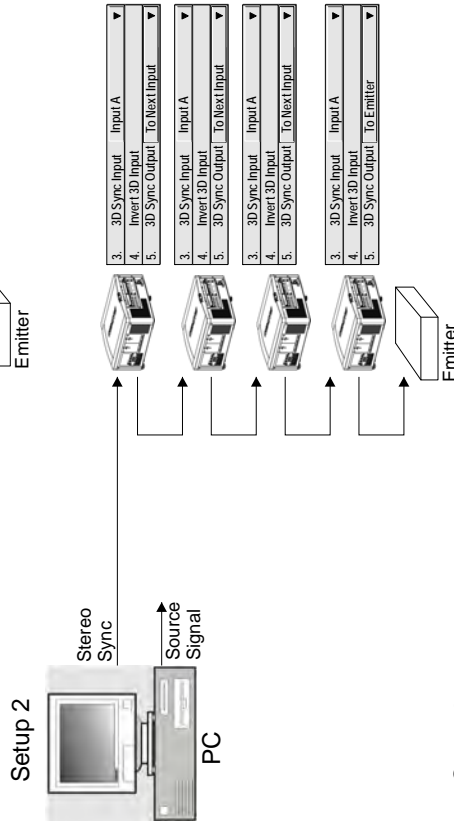 Emitter
Setup 2
PC
Stereo
Sync
Source
Signal
3. 3D Sync Input Input A
4. Invert 3D Input
5. 3D Sync Output To Next Input
3. 3D Sync Input Input A
4. Invert 3D Input
5. 3D Sync Output To Next Input
3. 3D Sync Input Input A
4. Invert 3D Input
5. 3D Sync Output To Next Input
3. 3D Sync Input Input A
4. Invert 3D Input
5. 3D Sync Output To Emitter
Emitter